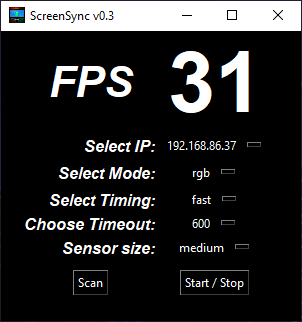 ScreenSync v0.3
FPS 31
Select IP: 192.168.86.37
Select Mode: rgb
Select Timing: fast
Choose Timeout: 600
Sensor size: medium
Scan Start / Stop